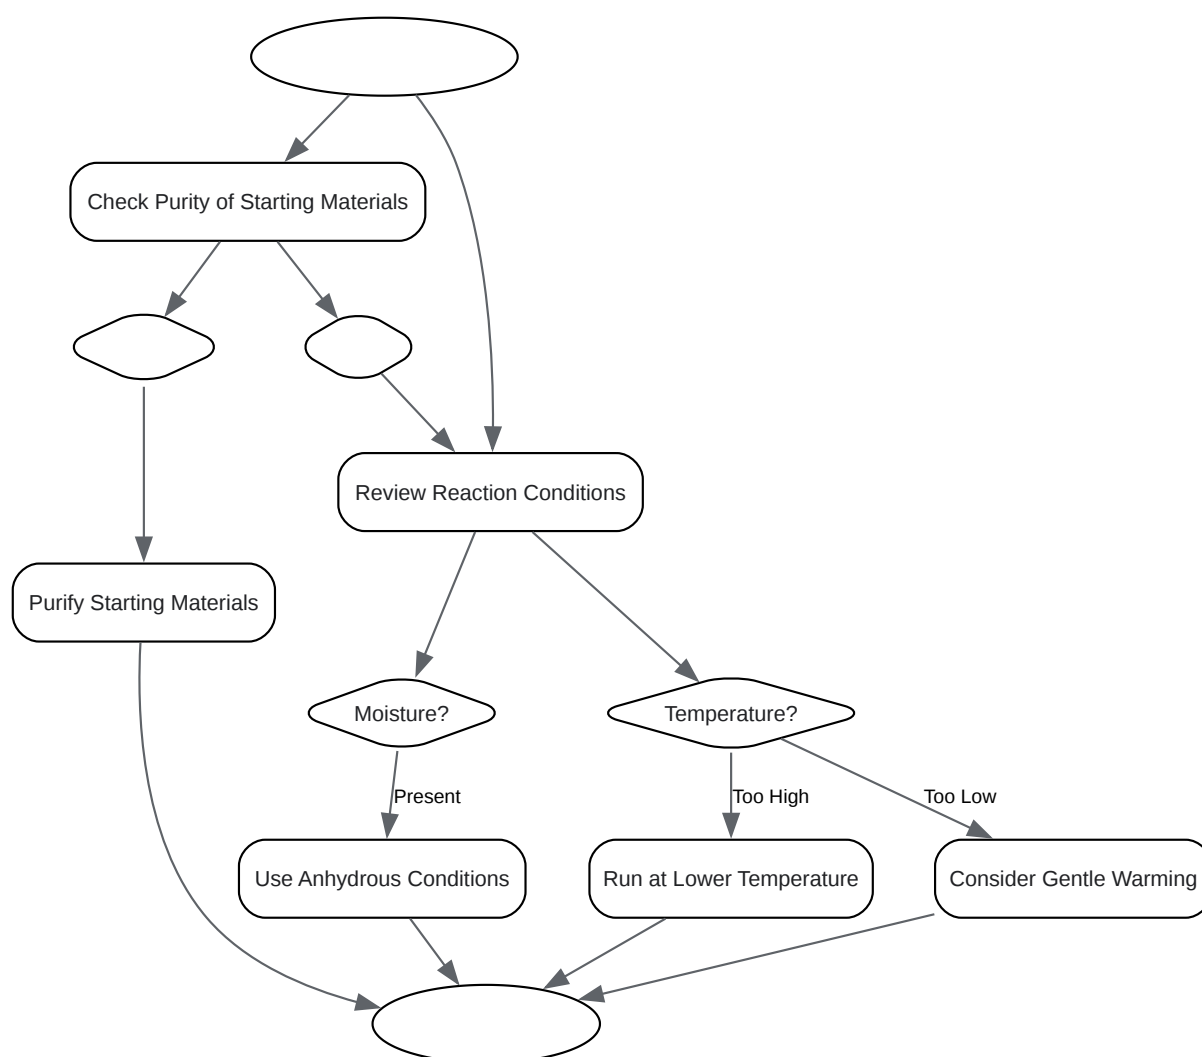 Check Purity of Starting Materials
Review Reaction Conditions
Purify Starting Materials
Moisture?
Temperature?
Present
Too High
Too Low
Use Anhydrous Conditions
Run at Lower Temperature
Consider Gentle Warming